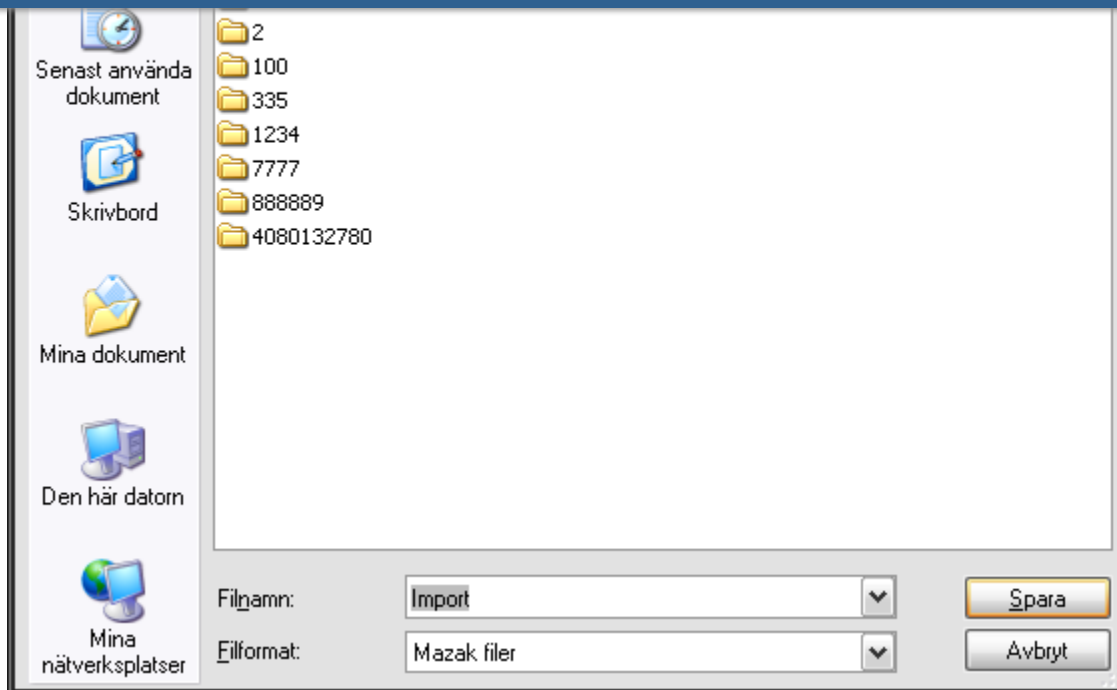 Senast använda
dokument
Skrivbord
Mina dokument
Den här datorn
Mina
nätverksplatser
2
100
335
1234
7777
888889
4080132780
Filnamn:
Import
Spara
Filformat:
Mazak filer
Avbryt